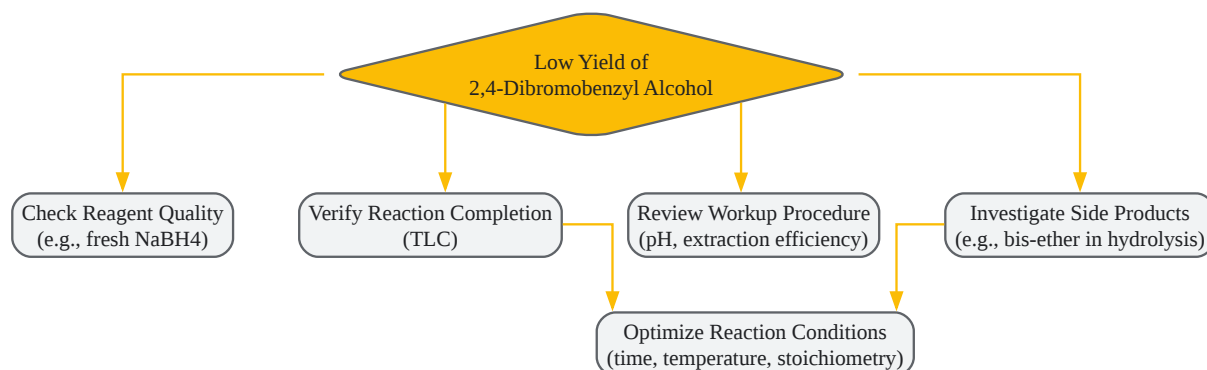 Low Yield of
2,4-Dibromobenzyl Alcohol
Check Reagent Quality
(e.g., fresh NaBH4)
Verify Reaction Completion
(TLC)
Review Workup Procedure
(pH, extraction efficiency)
Investigate Side Products
(e.g., bis-ether in hydrolysis)
Optimize Reaction Conditions
(time, temperature, stoichiometry)